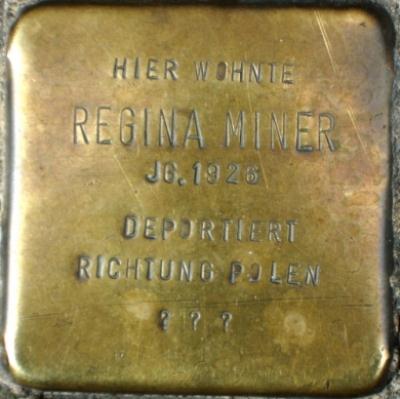 HIER WOHNTE
REGINA MINER
JG. 1926
DEPORTIERT
RICHTUNG POLEN
? ? ?